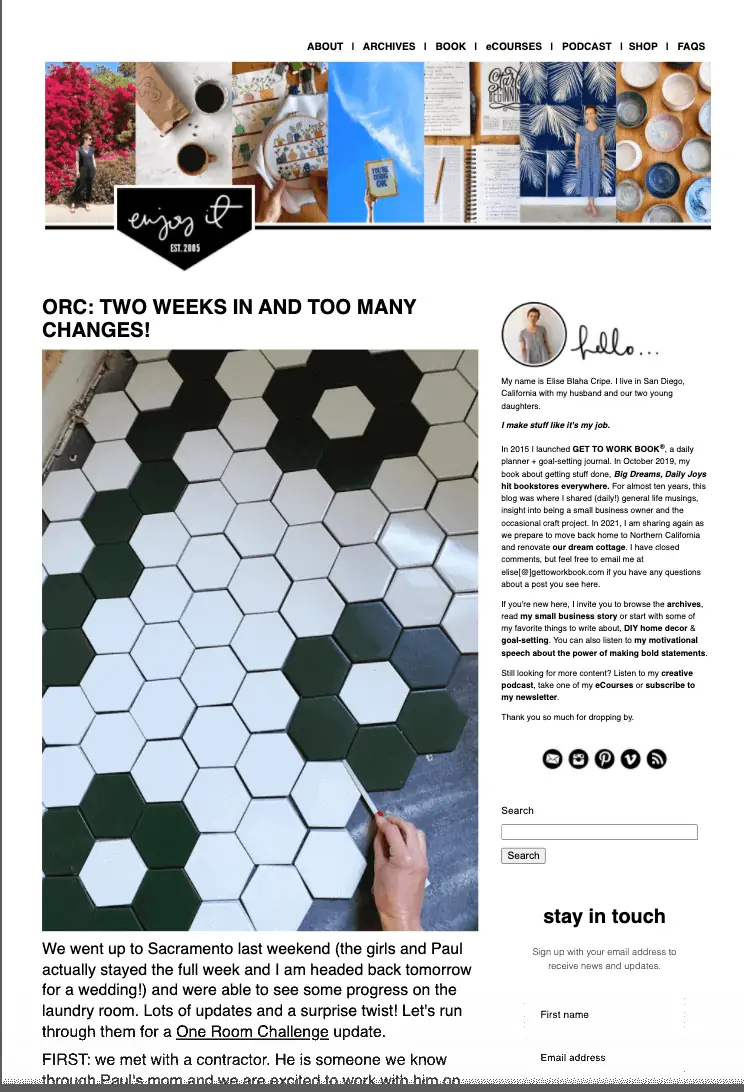 ABOUT I ARCHIVES I BOOK I eCOURSES I PODCAST I SHOP I FAQS
YOU'RE
DOING
OK
enjoy it
EST. 2005
ORC: TWO WEEKS IN AND TOO MANY
CHANGES!
We went up to Sacramento last weekend (the girls and Paul
actually stayed the full week and I am headed back tomorrow
for a wedding!) and were able to see some progress on the
laundry room. Lots of updates and a surprise twist! Let's run
through them for a One Room Challenge update.
FIRST: we met with a contractor. He is someone we know
through Paul's mom and we are excited to work with him on
hello...
My name is Elise Blaha Cripe. I live in San Diego,
California with my husband and our two young
daughters.
I make stuff like it's my job.
In 2015 I launched GET TO WORK BOOK®, a daily
planner + goal-setting journal. In October 2019, my
book about getting stuff done, Big Dreams, Daily Joys
hit bookstores everywhere. For almost ten years, this
blog was where I shared (daily!) general life musings,
insight into being a small business owner and the
occasional craft project. In 2021, I am sharing again as
we prepare to move back home to Northern California
and renovate our dream cottage. I have closed
comments, but feel free to email me at
elise[@]gettoworkbook.com if you have any questions
about a post you see here.
If you're new here, I invite you to browse the archives,
read my small business story or start with some of
my favorite things to write about, DIY home decor &
goal-setting. You can also listen to my motivational
speech about the power of making bold statements.
Still looking for more content? Listen to my creative
podcast, take one of my eCourses or subscribe to
my newsletter.
Thank you so much for dropping by.
Search
Search
stay in touch
Sign up with your email address to
receive news and updates.
First name
Email address